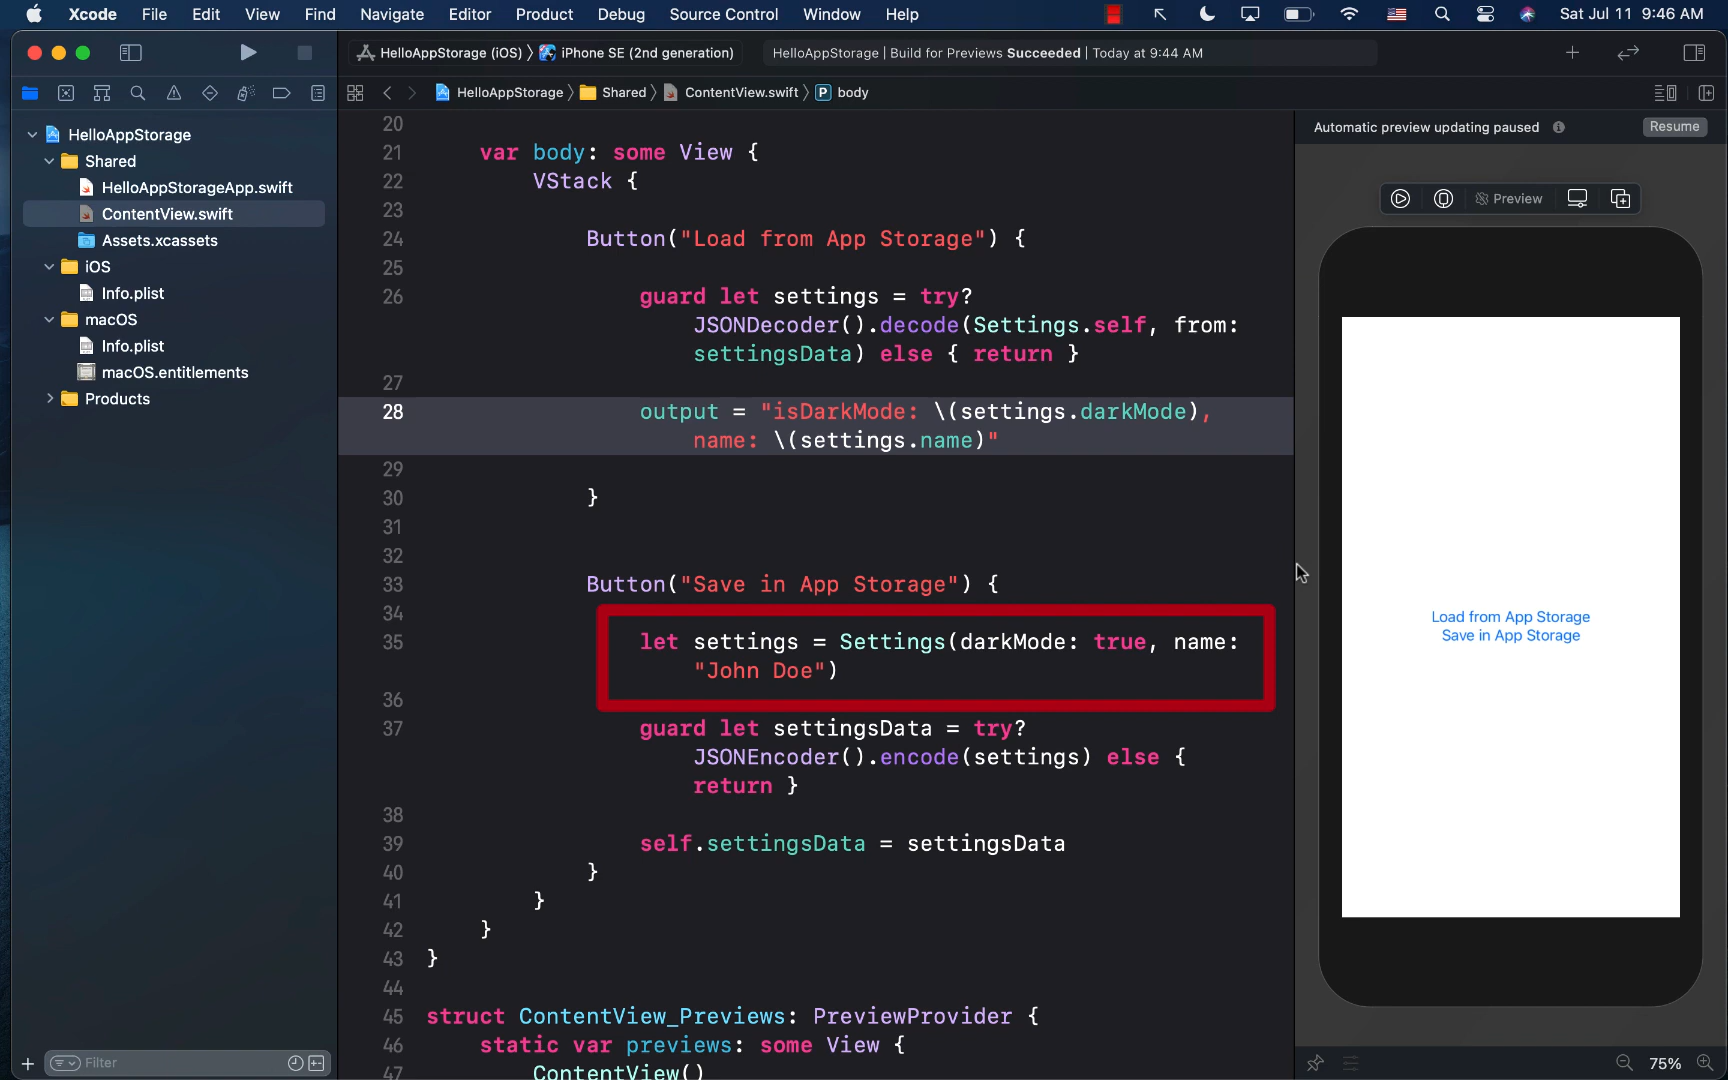 Xcode File Edit View Find Navigate Editor Product Debug Source Control Window Help Sat Jul 11 9:46 AM
HelloAppStorage (iOS) iPhone SE (2nd generation) HelloAppStorage | Build for Previews Succeeded | Today at 9:44 AM
HelloAppStorage Shared ContentView.swift P body
HelloAppStorage
Shared
HelloAppStorageApp.swift
ContentView.swift
Assets.xcassets
iOS
Info.plist
macOS
Info.plist
macOS.entitlements
Products
Filter
20
21 var body: some View {
22 VStack {
23
24 Button("Load from App Storage") {
25
26 guard let settings = try?
JSONDecoder().decode(Settings.self, from:
settingsData) else { return }
27
28 output = "isDarkMode: \(settings.darkMode),
name: \(settings.name)"
29
30 }
31
32
33 Button("Save in App Storage") {
34
35 let settings = Settings(darkMode: true, name:
"John Doe")
36
37 guard let settingsData = try?
JSONEncoder().encode(settings) else {
return }
38
39 self.settingsData = settingsData
40 }
41 }
42 }
43 }
44
45 struct ContentView_Previews: PreviewProvider {
46 static var previews: some View {
47 ContentView()
Automatic preview updating paused Resume
Preview
Load from App Storage
Save in App Storage
75%